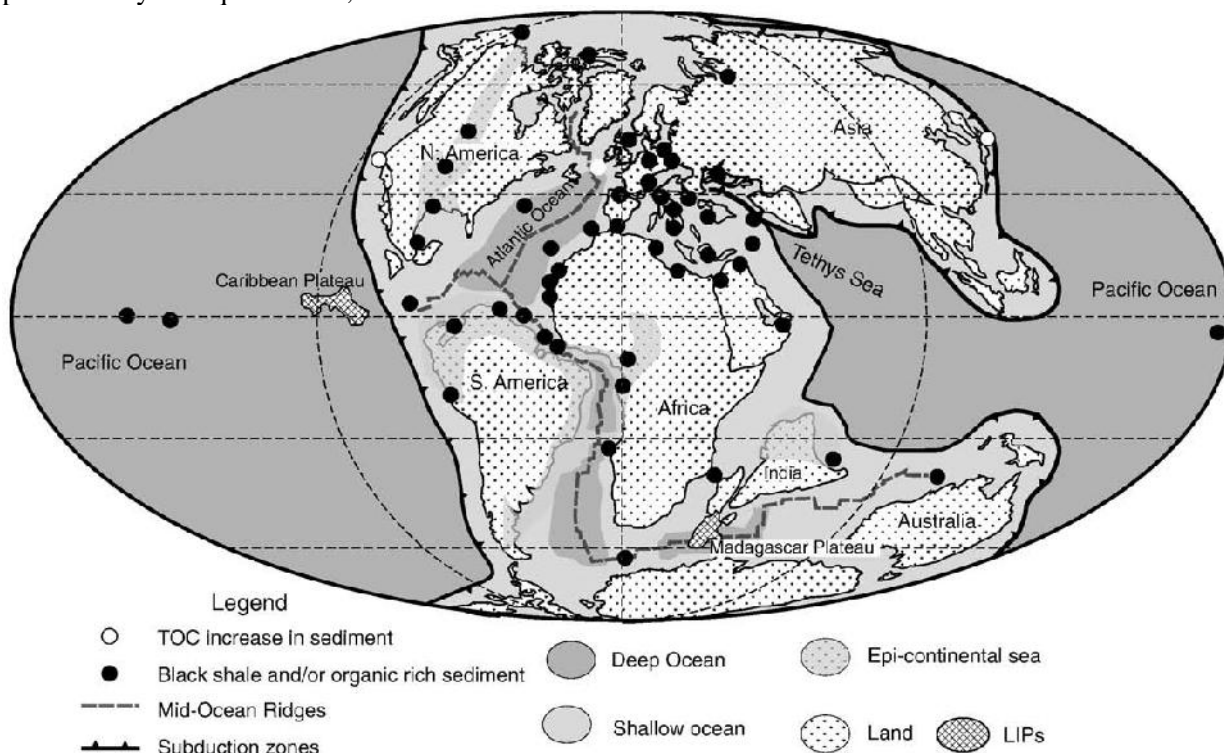 Asia
N. America
Atlantic Ocean
Tethys Sea
Caribbean Plateau
Pacific Ocean
Pacific Ocean
S. America
Africa
India
Australia
Madagascar Plateau
Legend
TOC increase in sediment
Black shale and/or organic rich sediment
Mid-Ocean Ridges
Subduction zones
Deep Ocean
Shallow ocean
Epi-continental sea
Land
LIPs